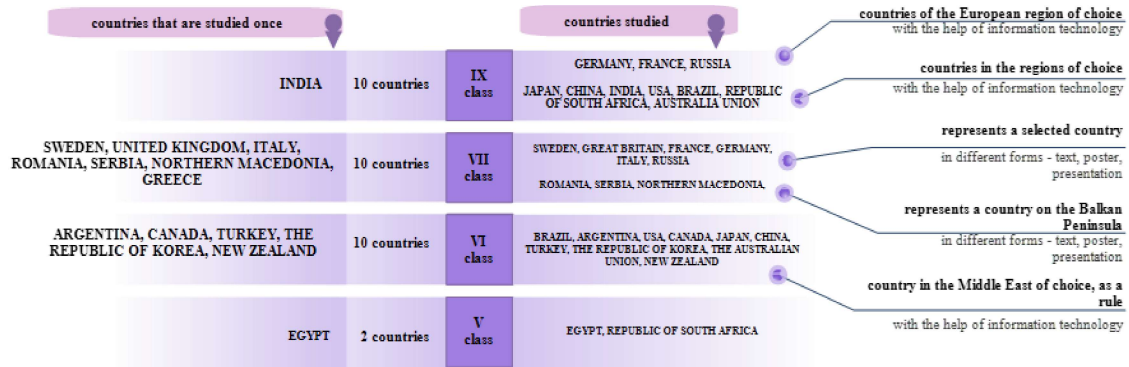 countries that are studied once
countries studied
countries of the European region of choice
with the help of information technology
INDIA
10 countries
IX
class
GERMANY, FRANCE, RUSSIA
JAPAN, CHINA, INDIA, USA, BRAZIL, REPUBLIC
OF SOUTH AFRICA, AUSTRALIA UNION
countries in the regions of choice
with the help of information technology
SWEDEN, UNITED KINGDOM, ITALY,
ROMANIA, SERBIA, NORTHERN MACEDONIA,
GREECE
10 countries
VII
class
SWEDEN, GREAT BRITAIN, FRANCE, GERMANY,
ITALY, RUSSIA
ROMANIA, SERBIA, NORTHERN MACEDONIA,
represents a selected country
in different forms - text, poster,
presentation
represents a country on the Balkan
Peninsula
in different forms - text, poster,
presentation
ARGENTINA, CANADA, TURKEY, THE
REPUBLIC OF KOREA, NEW ZEALAND
10 countries
VI
class
BRAZIL, ARGENTINA, USA, CANADA, JAPAN, CHINA,
TURKEY, THE REPUBLIC OF KOREA, THE AUSTRALIAN
UNION, NEW ZEALAND
country in the Middle East of choice, as a
rule
with the help of information technology
EGYPT
2 countries
V
class
EGYPT, REPUBLIC OF SOUTH AFRICA